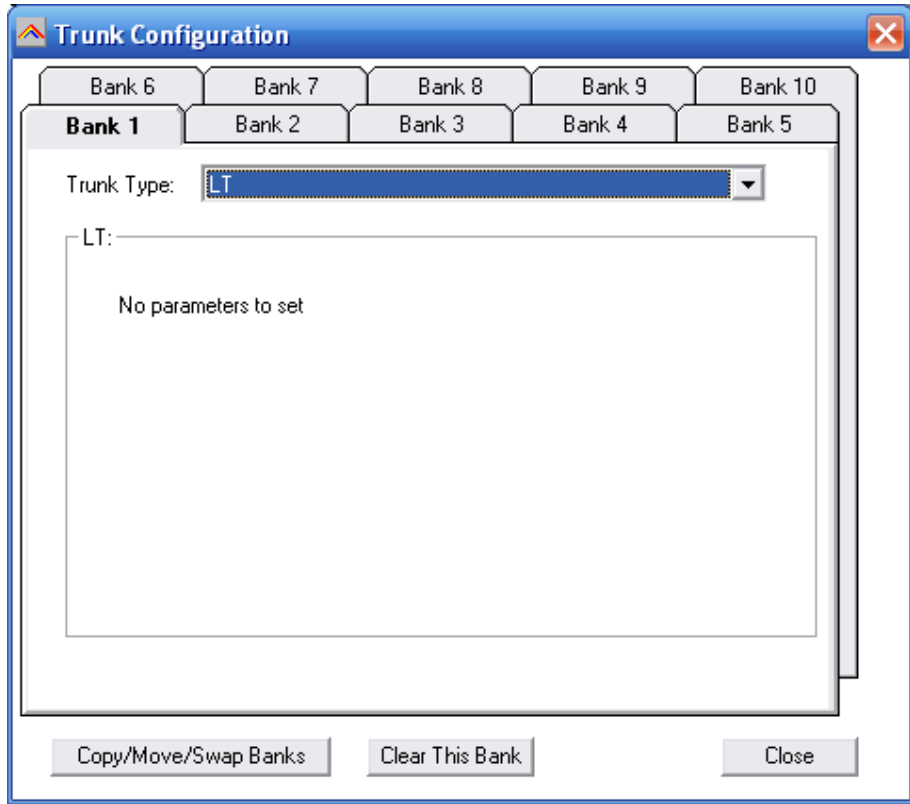 Trunk Configuration
Bank 6 Bank 7 Bank 8 Bank 9 Bank 10
Bank 1 Bank 2 Bank 3 Bank 4 Bank 5
Trunk Type: LT
LT:
No parameters to set
Copy/Move/Swap Banks Clear This Bank Close